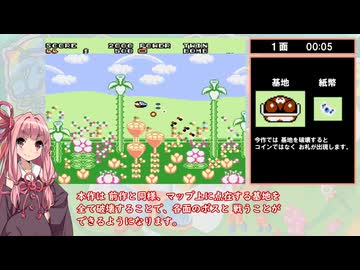 SCORE 2000 POWER TWIN
500 BOMB
1面 00:05
基地 紙幣
今作では 基地を破壊すると
コインではなく お札が出現します。
本作は 前作と同様、マップ上に点在する基地を
全て破壊することで、各面のボスと 戦うことが
できるようになります。